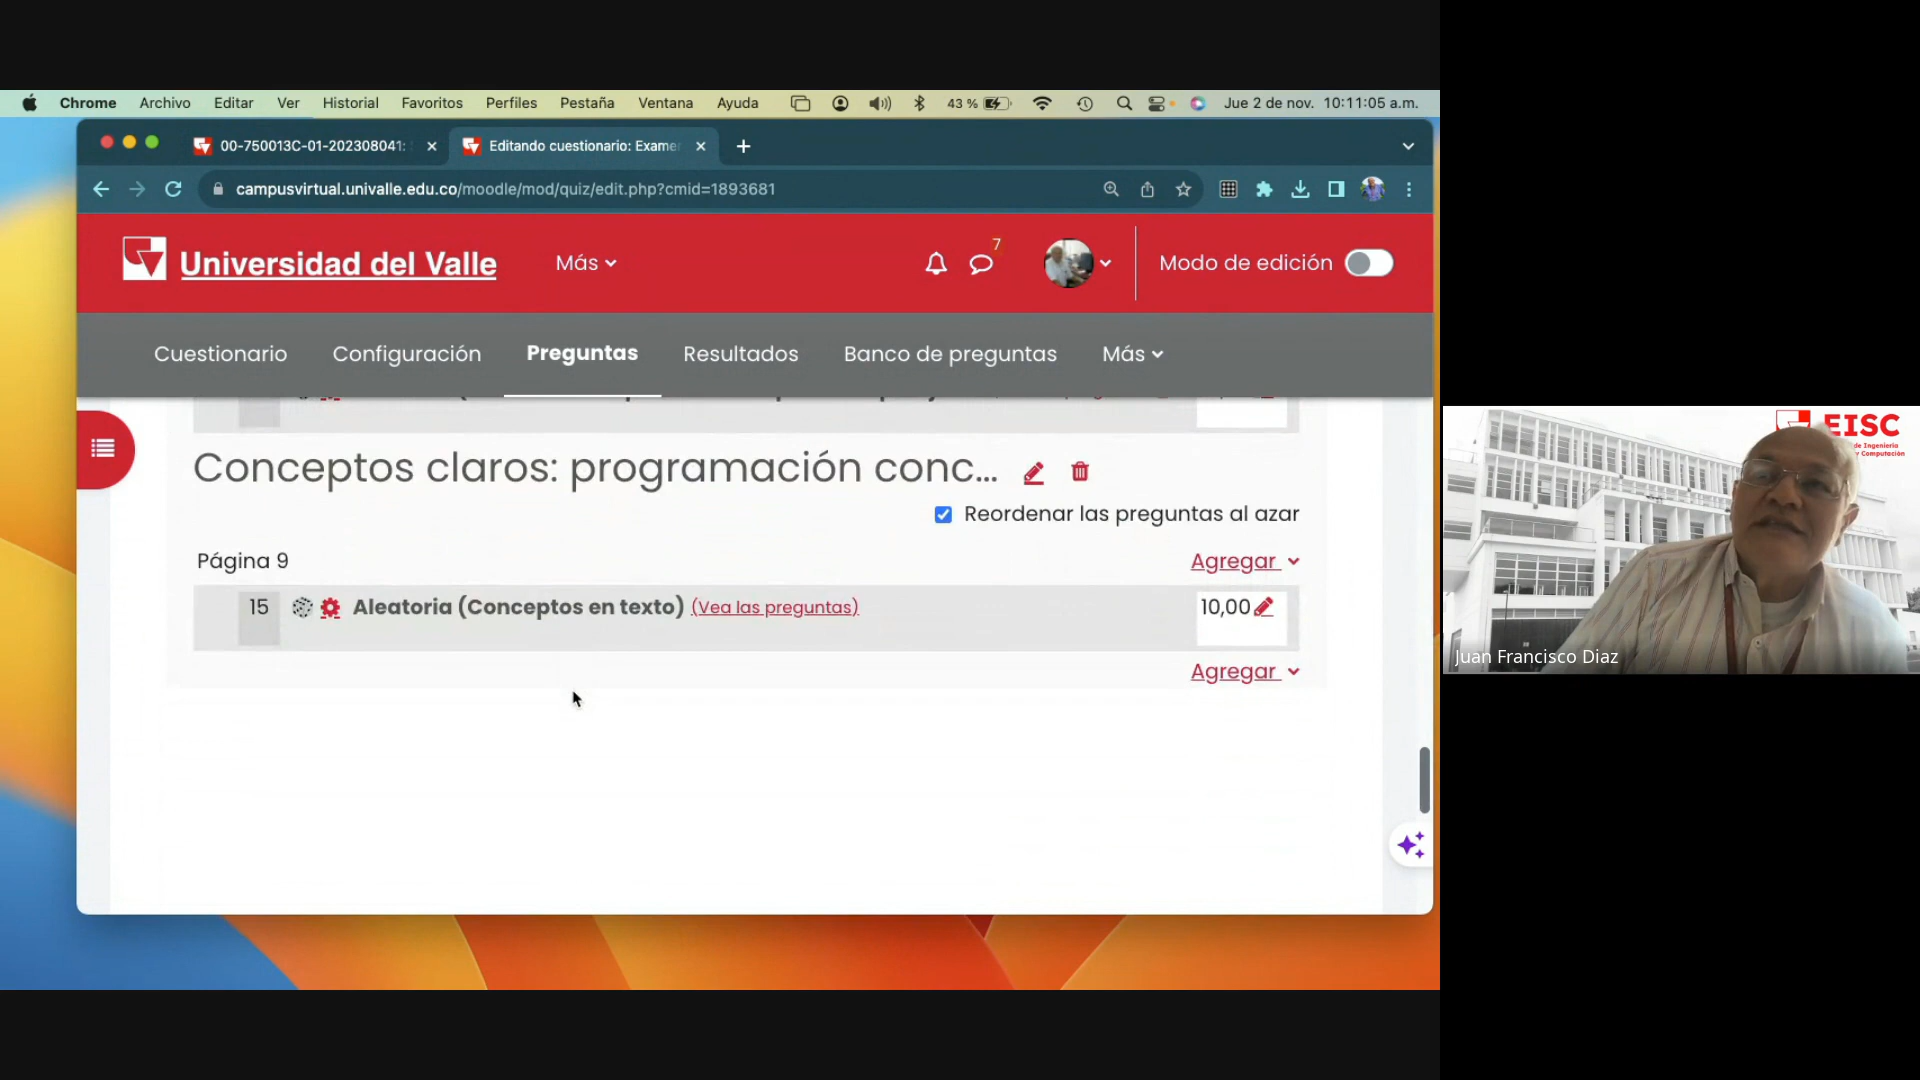 Chrome Archivo Editar Ver Historial Favoritos Perfiles Pestaña Ventana Ayuda 43 % Jue 2 de nov. 10:11:05 a.m.
00-750013C-01-202308041:
Editando cuestionario: Exame
campusvirtual.univalle.edu.co/moodle/mod/quiz/edit.php?cmid=1893681
Universidad del Valle
Más
7
Modo de edición
Cuestionario Configuración Preguntas Resultados Banco de preguntas Más
Conceptos claros: programación conc...
Reordenar las preguntas al azar
Página 9
Agregar
15 Aleatoria (Conceptos en texto) (Vea las preguntas) 10,00
Agregar
EISC
de Ingeniería
y Computación
Juan Francisco Diaz